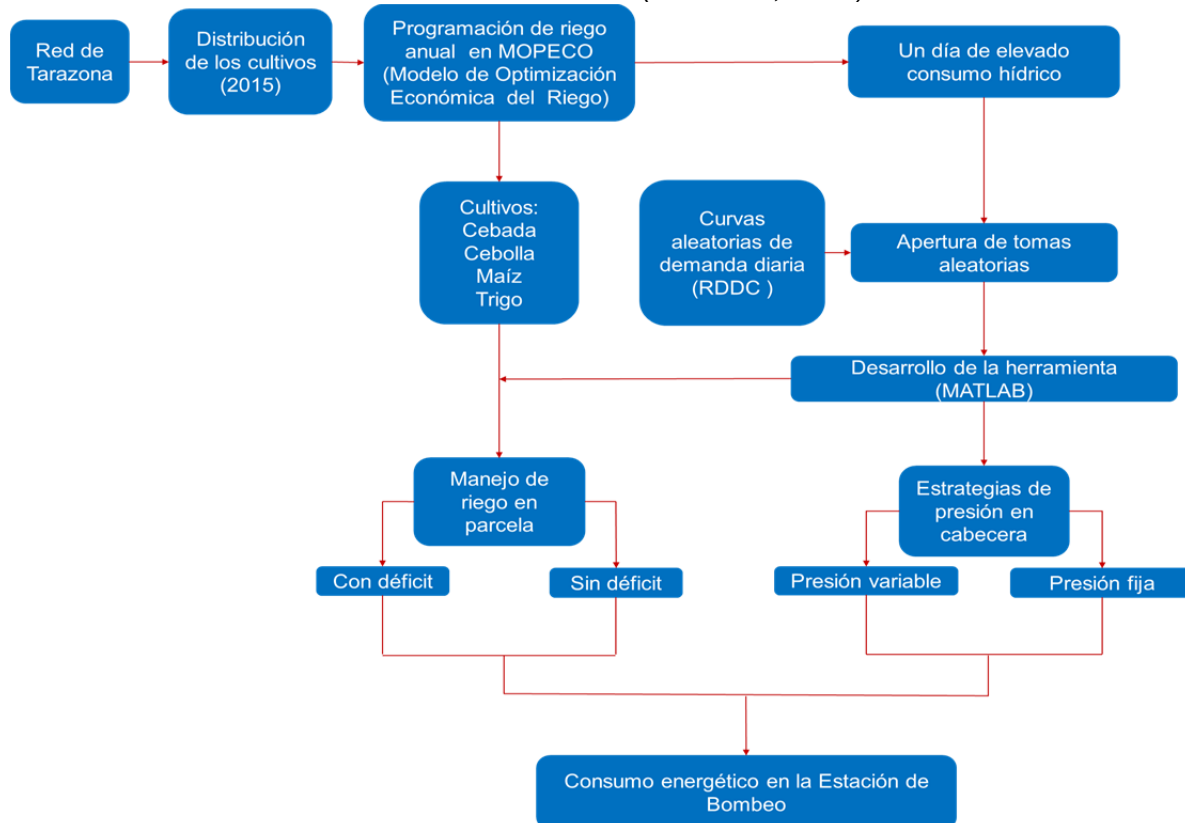 Red de
Tarazona
Distribución
de los cultivos
(2015)
Programación de riego
anual en MOPECO
(Modelo de Optimización
Económica del Riego)
Un día de elevado
consumo hídrico
Cultivos:
Cebada
Cebolla
Maíz
Trigo
Curvas
aleatorias de
demanda diaria
(RDDC )
Apertura de tomas
aleatorias
Desarrollo de la herramienta
(MATLAB)
Manejo de
riego en
parcela
Estrategias de
presión en
cabecera
Con déficit
Sin déficit
Presión variable
Presión fija
Consumo energético en la Estación de
Bombeo